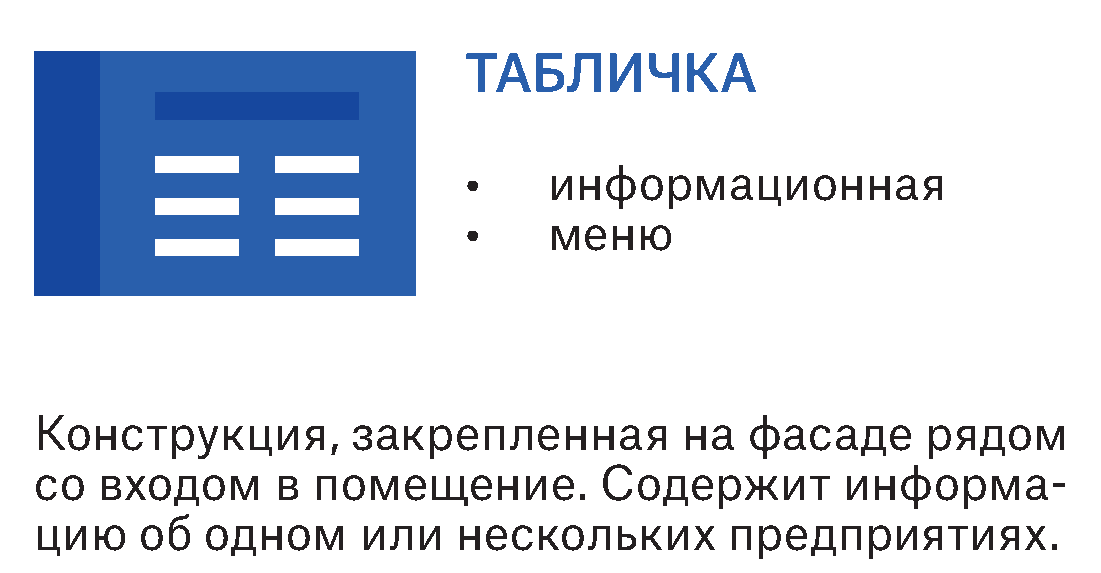 ТАБЛИЧКА
• информационная
• меню
Конструкция, закрепленная на фасаде рядом
со входом в помещение. Содержит информа-
цию об одном или нескольких предприятиях.